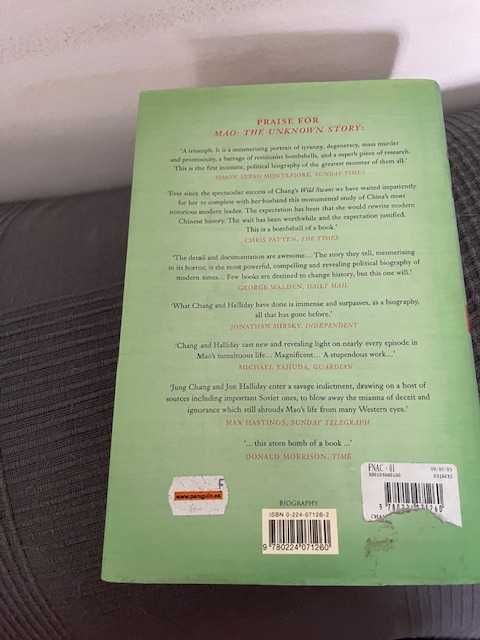 PRAISE FOR
MAO: THE UNKNOWN STORY:
'A triumph. It is a mesmerising portrait of tyranny, degeneracy, mass murder
and promiscuity, a barrage of revisionist bombshells, and a superb piece of research.
This is the first intimate, political biography of the greatest monster of them all.'
SIMON SEBAG MONTEFIORE, SUNDAY TIMES
'Ever since the spectacular success of Chang's Wild Swans we have waited impatiently
for her to complete with her husband this monumental study of China's most
notorious modern leader. The expectation has been that she would rewrite modern
Chinese history. The wait has been worthwhile and the expectation justified.
This is a bombshell of a book.'
CHRIS PATTEN, THE TIMES
'The detail and documentation are awesome... The story they tell, mesmerising
in its horror, is the most powerful, compelling and revealing political biography of
modern times... Few books are destined to change history, but this one will.'
GEORGE WALDEN, DAILY MAIL
'What Chang and Halliday have done is immense and surpasses, as a biography,
all that has gone before.'
JONATHAN MIRSKY, INDEPENDENT
'Chang and Halliday cast new and revealing light on nearly every episode in
Mao's tumultuous life... Magnificent... A stupendous work...'
MICHAEL YAHUDA, GUARDIAN
'Jung Chang and Jon Halliday enter a savage indictment, drawing on a host of
sources including important Soviet ones, to blow away the miasma of deceit and
ignorance which still shrouds Mao's life from many Western eyes.'
MAX HASTINGS, SUNDAY TELEGRAPH
'... this atom bomb of a book ...'
DONALD MORRISON, TIME
F
www.penguin.es
FNAC - 01
BIOGRAPHY
ISBN 0-224-07126-2
9 780224 071260
CHAN